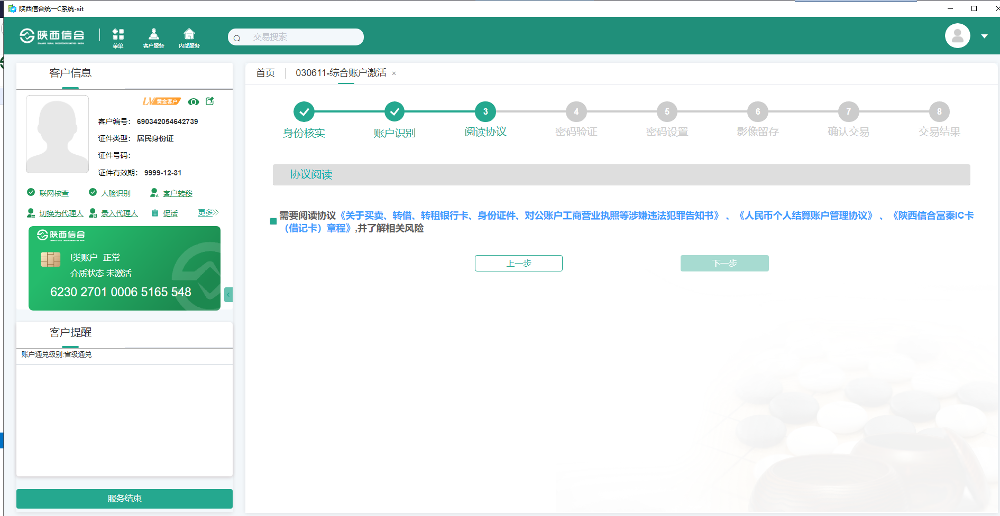 陕西信合统一C系统-sit
陕西信合
菜单
客户服务
内部服务
交易搜索
客户信息
LV黄金客户
客户编号： 690342054642739
证件类型： 居民身份证
证件号码：
证件有效期： 9999-12-31
联网核查 人脸识别 客户转移
切换为代理人 录入代理人 促活 更多
陕西信合
I类账户 正常
介质状态 未激活
6230 2701 0006 5165 548
客户提醒
账户通兑级别:省级通兑
服务结束
首页 030611-综合账户激活 ×
3 4 5 6 7 8
身份核实 账户识别 阅读协议 密码验证 密码设置 影像留存 确认交易 交易结果
协议阅读
需要阅读协议《关于买卖、转借、转租银行卡、身份证件、对公账户工商营业执照等涉嫌违法犯罪告知书》 、《人民币个人结算账户管理协议》 、《陕西信合富秦IC卡
（借记卡）章程》,并了解相关风险
上一步 下一步